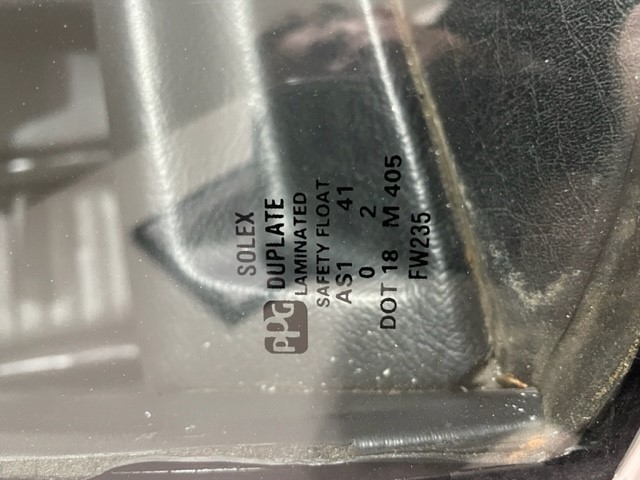 SOLEX
PPG DUPLATE
LAMINATED
SAFETY FLOAT
AS1 41
0 2
DOT 18 M 405
FW235